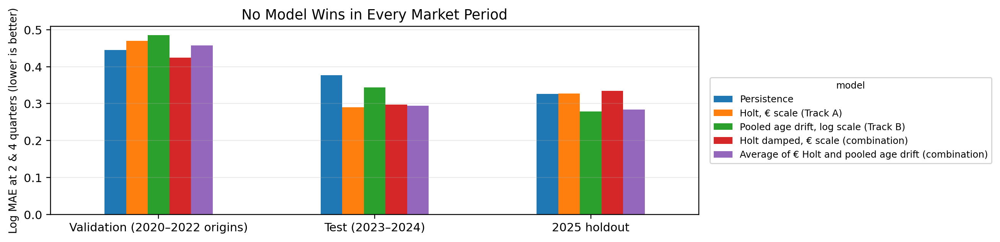 No Model Wins in Every Market Period
Log MAE at 2 & 4 quarters (lower is better)
0.5
0.4
0.3
0.2
0.1
0.0
Validation (2020–2022 origins)
Test (2023–2024)
2025 holdout
model
Persistence
Holt, € scale (Track A)
Pooled age drift, log scale (Track B)
Holt damped, € scale (combination)
Average of € Holt and pooled age drift (combination)